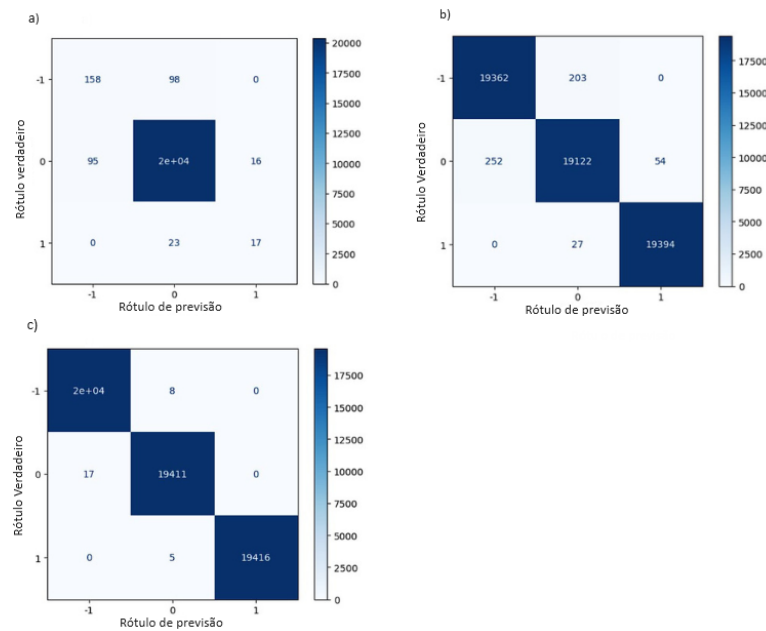 a)
-1 158 98 0
Rótulo verdadeiro
0 95 2e+04 16
1 0 23 17
-1 0 1
Rótulo de previsão
20000
17500
15000
12500
10000
7500
5000
2500
0
b)
-1 19362 203 0
Rótulo Verdadeiro
0 252 19122 54
1 0 27 19394
-1 0 1
Rótulo de previsão
17500
15000
12500
10000
7500
5000
2500
0
c)
-1 2e+04 8 0
Rótulo Verdadeiro
0 17 19411 0
1 0 5 19416
-1 0 1
Rótulo de previsão
17500
15000
12500
10000
7500
5000
2500
0